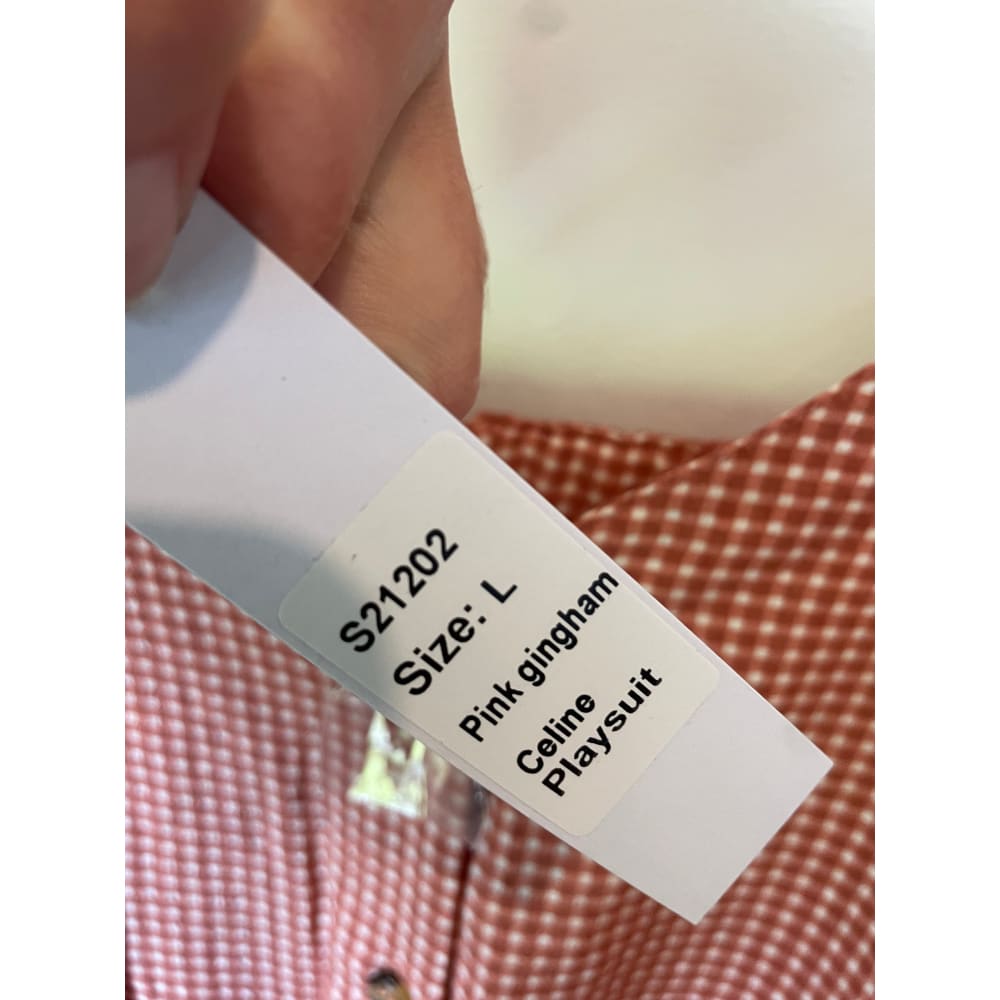 S21202
Size: L
Pink gingham
Celine
Playsuit